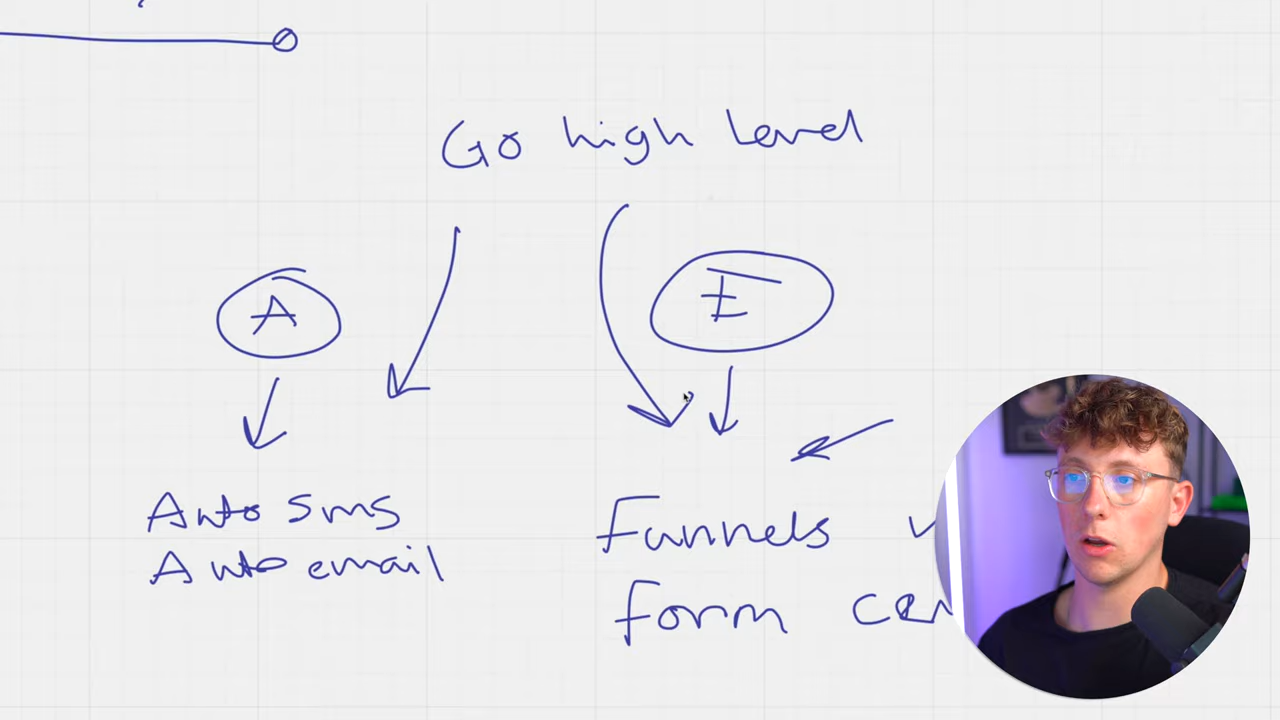 Go high level
A
E
Auto sms
Auto email
Funnels
form